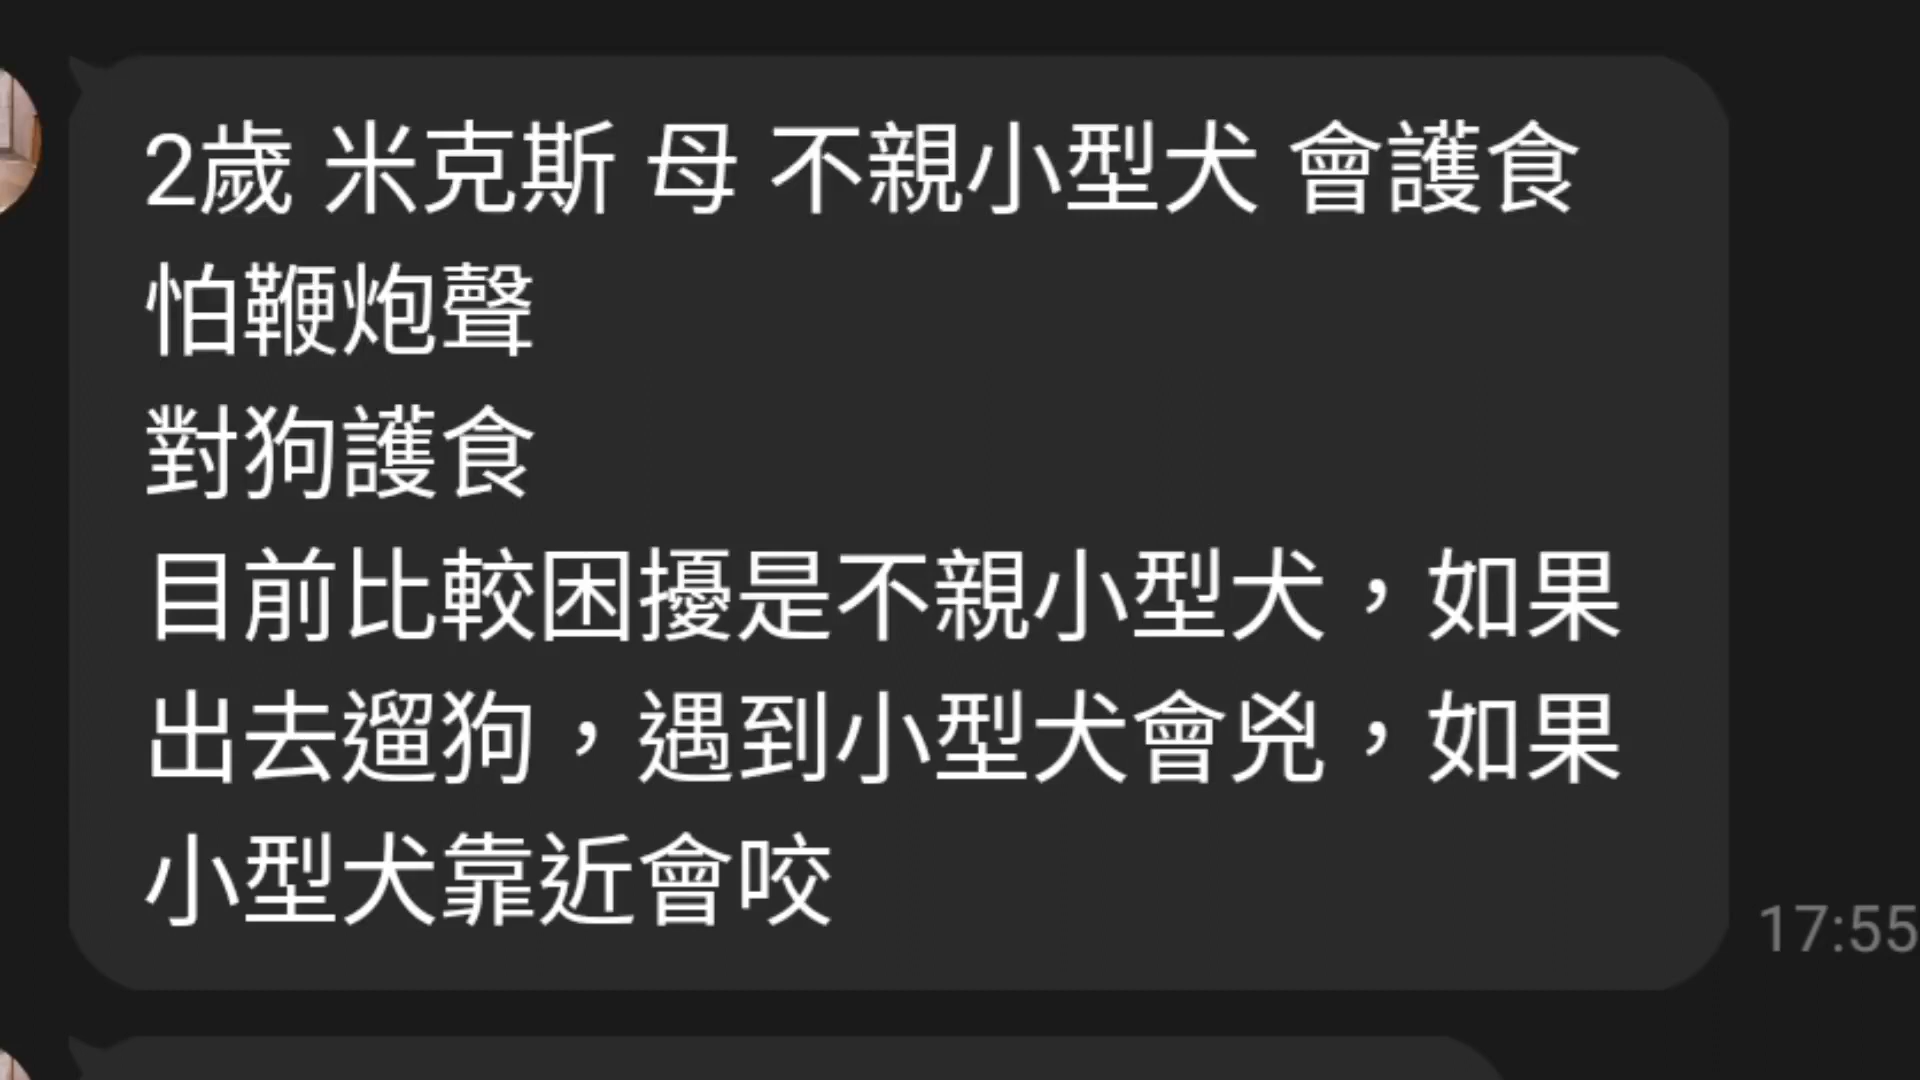 2歲 米克斯 母 不親小型犬 會護食
怕鞭炮聲
對狗護食
目前比較困擾是不親小型犬，如果
出去遛狗，遇到小型犬會兇，如果
小型犬靠近會咬
17:55